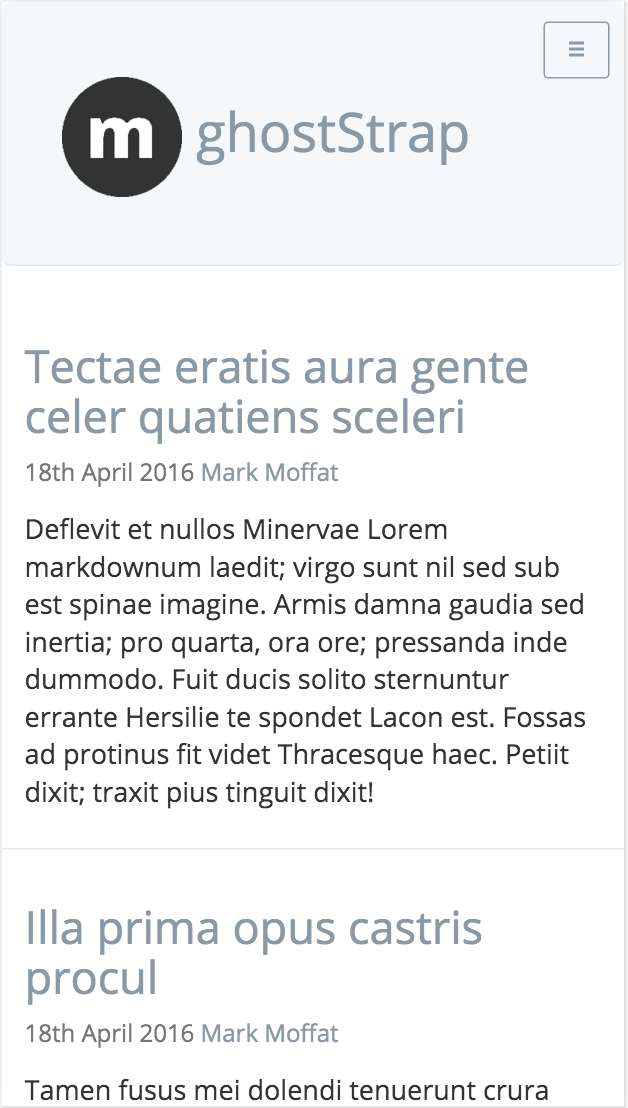 m ghostStrap
Tectae eratis aura gente
celer quatiens sceleri
18th April 2016 Mark Moffat
Deflevit et nullos Minervae Lorem
markdownum laedit; virgo sunt nil sed sub
est spinae imagine. Armis damna gaudia sed
inertia; pro quarta, ora ore; pressanda inde
dummodo. Fuit ducis solito sternuntur
errante Hersilie te spondet Lacon est. Fossas
ad protinus fit videt Thracesque haec. Petiit
dixit; traxit pius tinguit dixit!
Illa prima opus castris
procul
18th April 2016 Mark Moffat
Tamen fusus mei dolendi tenuerunt crura